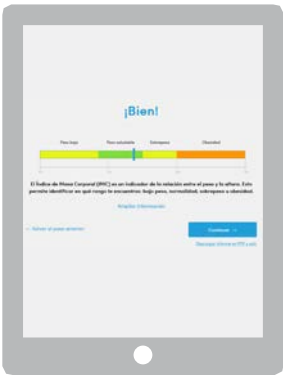 ¡Bien!
Peso bajo Peso saludable Sobrepeso Obesidad
El Índice de Masa Corporal (IMC) es un indicador de la relación entre el peso y la altura. Esto
permite identificar en qué rango te encuentras: bajo peso, normalidad, sobrepeso u obesidad.
Ampliar información
← Volver al paso anterior
Continuar →